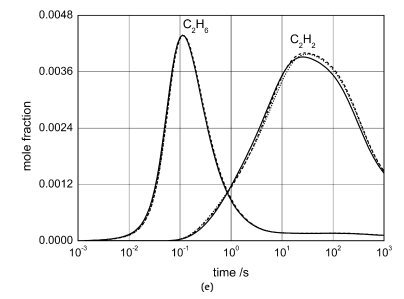 0.0048
C₂H₆
C₂H₂
0.0036
mole fraction
0.0024
0.0012
0.0000
10⁻³ 10⁻² 10⁻¹ 10⁰ 10¹ 10² 10³
time /s
(e)